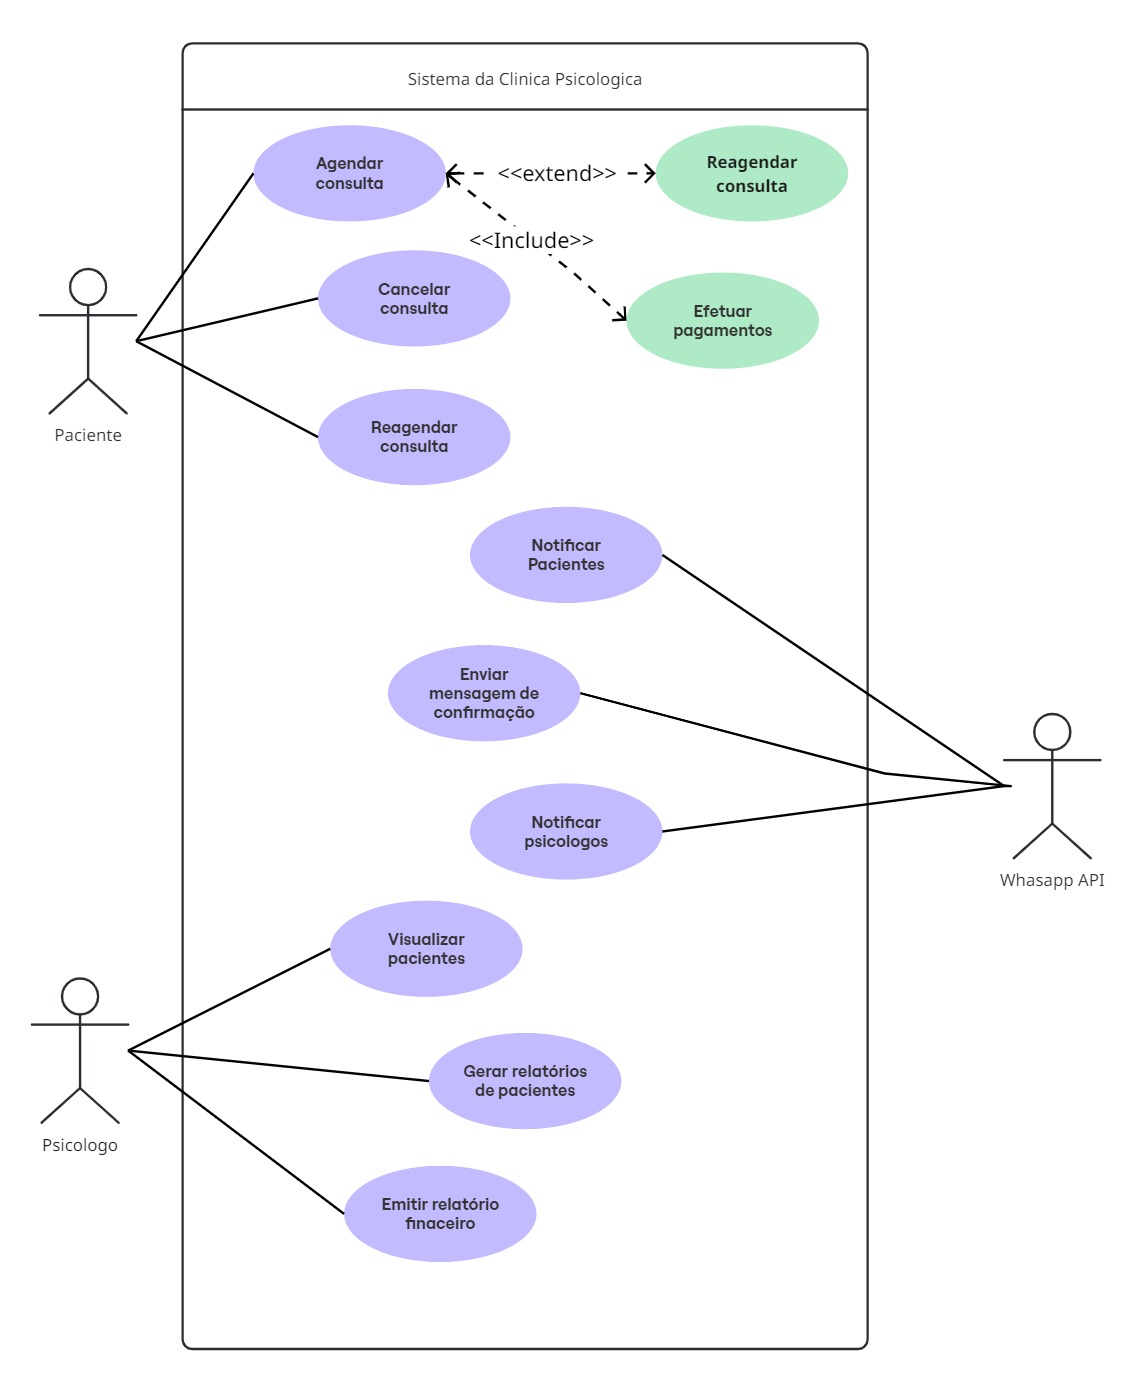 Sistema da Clinica Psicologica
Agendar
consulta
<<extend>>
Reagendar
consulta
<<Include>>
Cancelar
consulta
Efetuar
pagamentos
Paciente
Reagendar
consulta
Notificar
Pacientes
Enviar
mensagem de
confirmação
Notificar
psicologos
Whasapp API
Visualizar
pacientes
Gerar relatórios
de pacientes
Psicologo
Emitir relatório
finaceiro